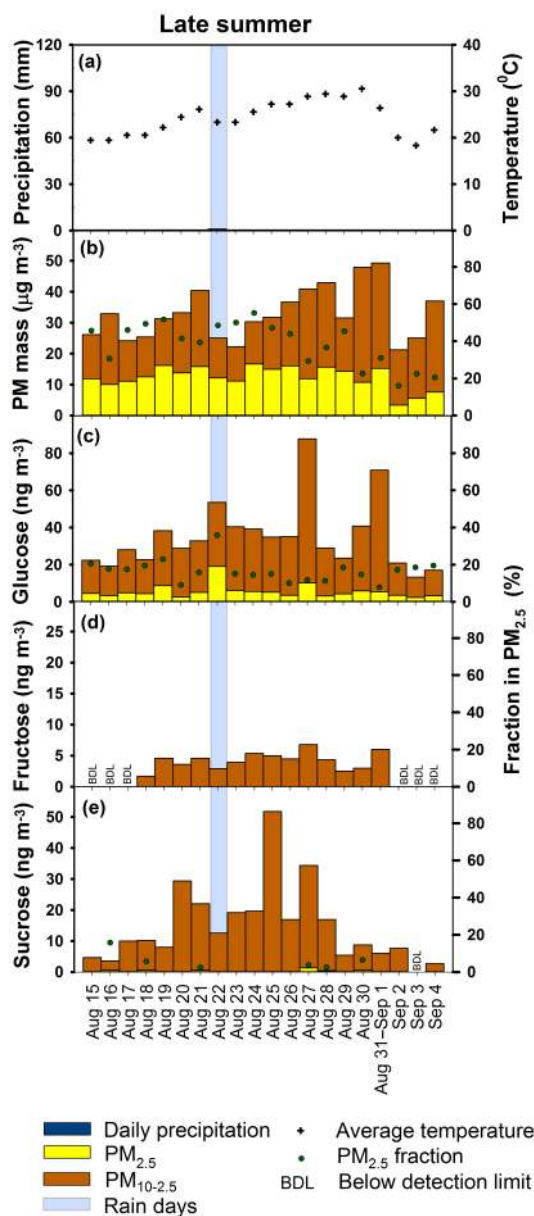 Late summer
(a)
Precipitation (mm)
120
90
60
30
0
Temperature (⁰C)
40
30
20
10
0
(b)
PM mass (µg m⁻³)
50
40
30
20
10
0
80
60
40
20
0
(c)
Glucose (ng m⁻³)
80
60
40
20
0
80
60
40
20
0
(d)
Fructose (ng m⁻³)
25
20
15
10
5
0
80
60
40
20
0
BDL
BDL
BDL
BDL
BDL
BDL
Fraction in PM₂.₅ (%)
(e)
Sucrose (ng m⁻³)
50
40
30
20
10
0
80
60
40
20
0
BDL
Aug 15
Aug 16
Aug 17
Aug 18
Aug 19
Aug 20
Aug 21
Aug 22
Aug 23
Aug 24
Aug 25
Aug 26
Aug 27
Aug 28
Aug 29
Aug 30
Aug 31–Sep 1
Sep 2
Sep 3
Sep 4
Daily precipitation
PM₂.₅
PM₁₀₋₂.₅
Rain days
Average temperature
PM₂.₅ fraction
BDL Below detection limit